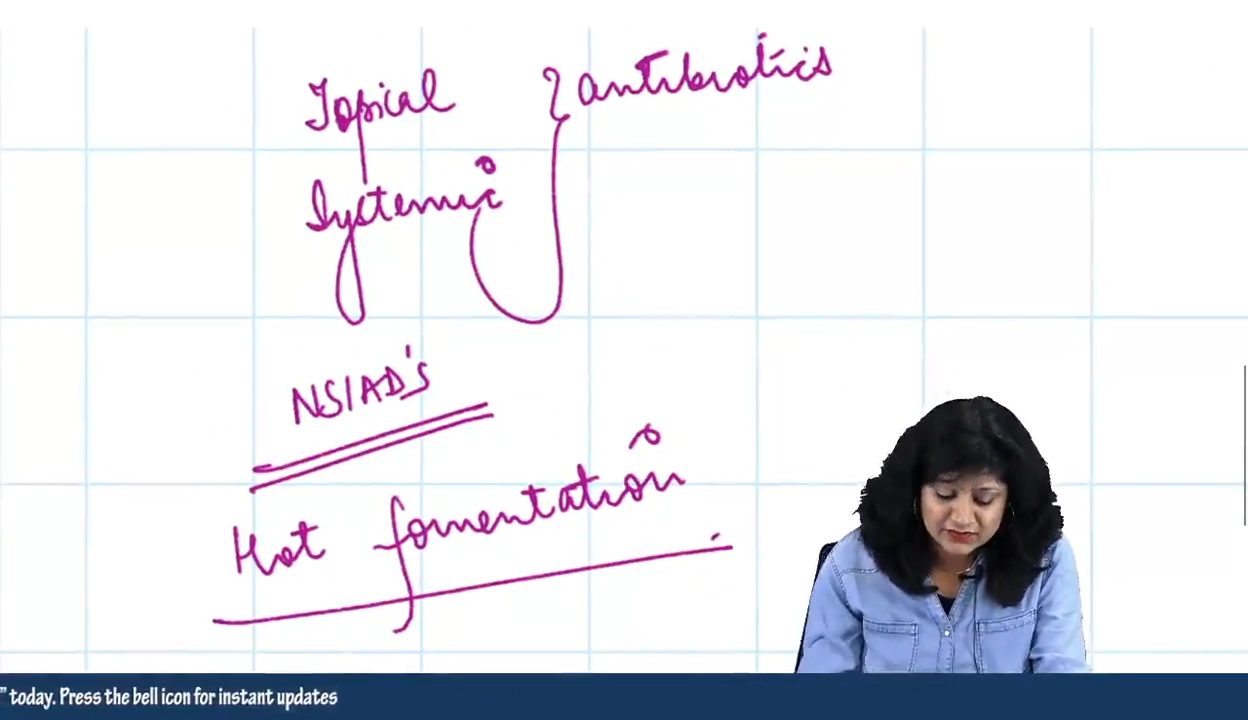 Topical } antibiotics
Systemic
NSIAD's
Hot fomentation
" today. Press the bell icon for instant updates